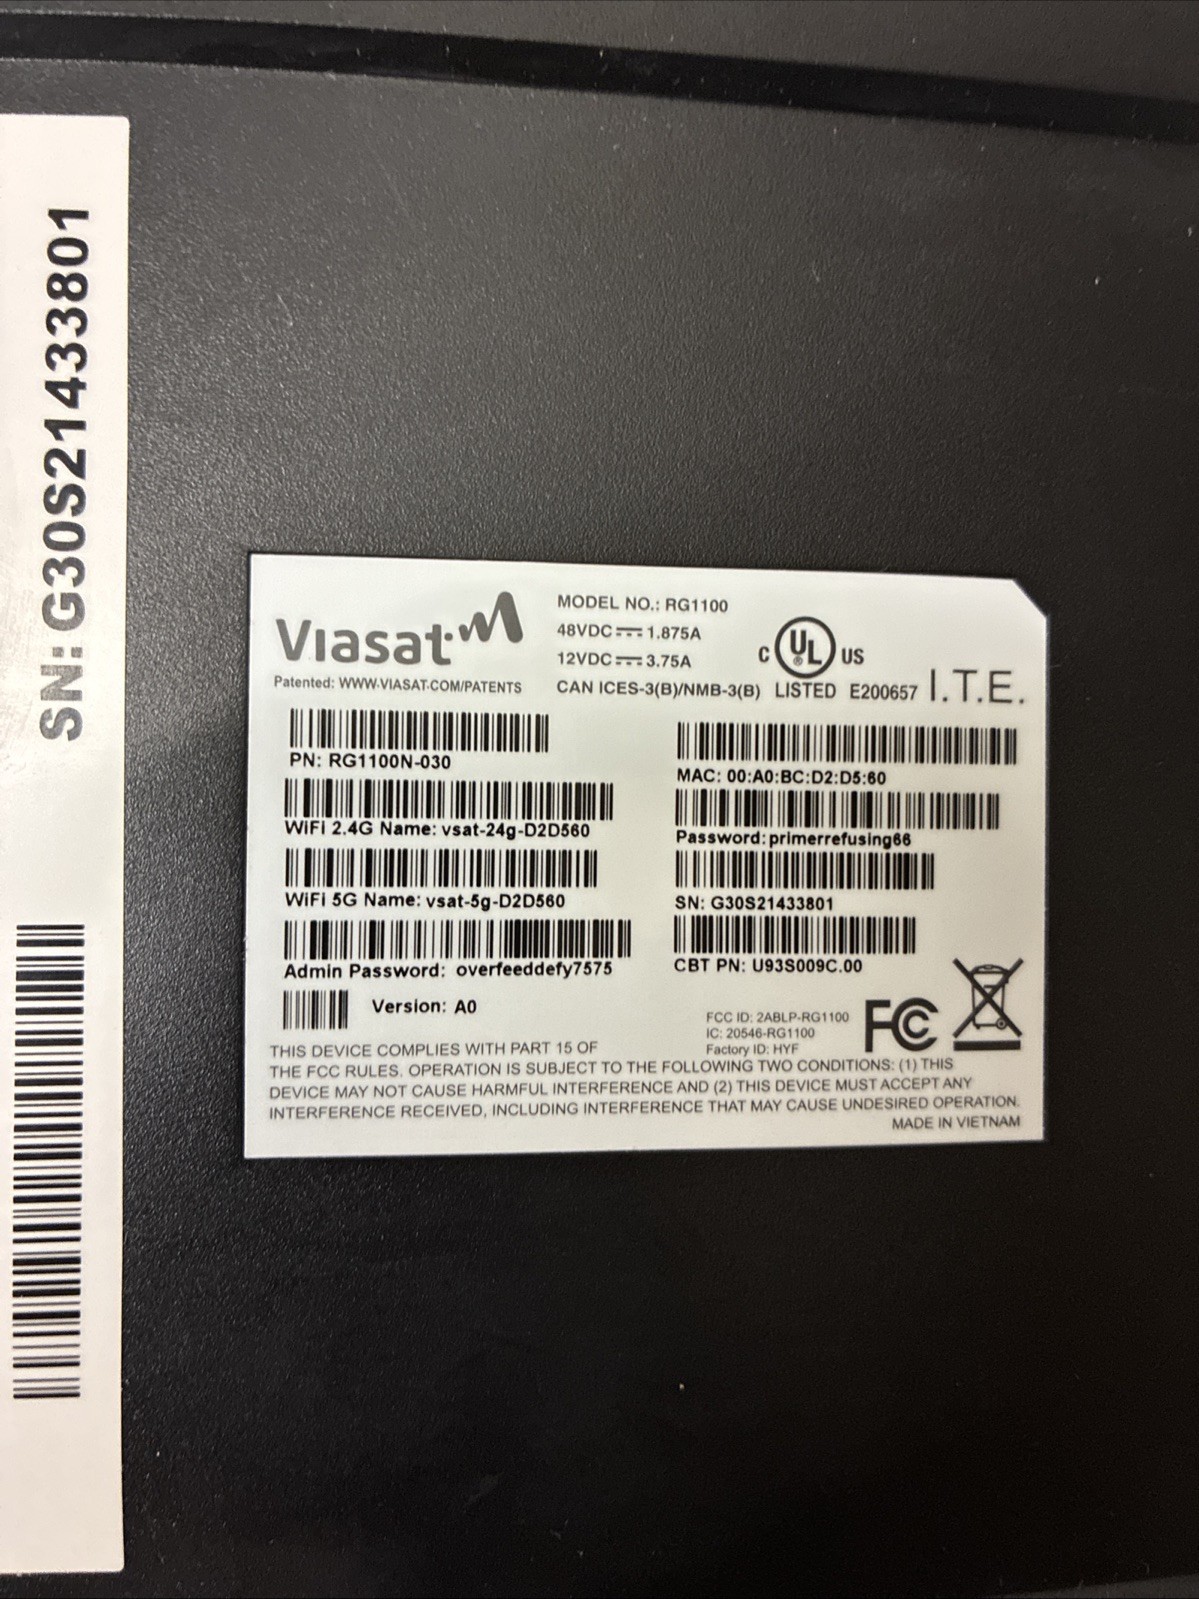 SN: G30S21433801
Viasat
Patented: WWW.VIASAT.COM/PATENTS
MODEL NO.: RG1100
48VDC 1.875A
12VDC 3.75A
CAN ICES-3(B)/NMB-3(B)
C UL US
LISTED E200657
I.T.E.
PN: RG1100N-030
WiFi 2.4G Name: vsat-24g-D2D560
WiFi 5G Name: vsat-5g-D2D560
Admin Password: overfeeddefy7575
Version: A0
MAC: 00:A0:BC:D2:D5:60
Password:primerrefusing66
SN: G30S21433801
CBT PN: U93S009C.00
FCC ID: 2ABLP-RG1100
IC: 20546-RG1100
Factory ID: HYF
FC
THIS DEVICE COMPLIES WITH PART 15 OF
THE FCC RULES. OPERATION IS SUBJECT TO THE FOLLOWING TWO CONDITIONS: (1) THIS
DEVICE MAY NOT CAUSE HARMFUL INTERFERENCE AND (2) THIS DEVICE MUST ACCEPT ANY
INTERFERENCE RECEIVED, INCLUDING INTERFERENCE THAT MAY CAUSE UNDESIRED OPERATION.
MADE IN VIETNAM